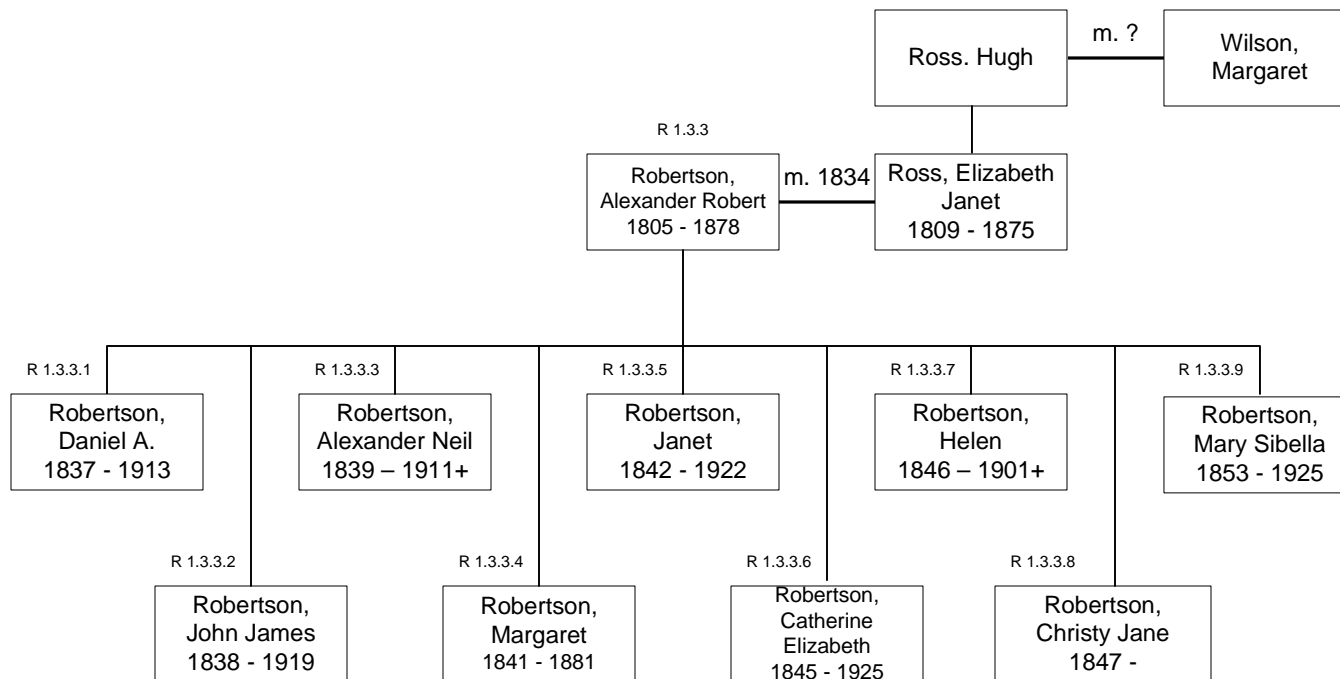 Ross. Hugh
m. ?
Wilson,
Margaret
R 1.3.3
Robertson,
Alexander Robert
1805 - 1878
m. 1834
Ross, Elizabeth
Janet
1809 - 1875
R 1.3.3.1
Robertson,
Daniel A.
1837 - 1913
R 1.3.3.3
Robertson,
Alexander Neil
1839 – 1911+
R 1.3.3.5
Robertson,
Janet
1842 - 1922
R 1.3.3.7
Robertson,
Helen
1846 – 1901+
R 1.3.3.9
Robertson,
Mary Sibella
1853 - 1925
R 1.3.3.2
Robertson,
John James
1838 - 1919
R 1.3.3.4
Robertson,
Margaret
1841 - 1881
R 1.3.3.6
Robertson,
Catherine
Elizabeth
1845 - 1925
R 1.3.3.8
Robertson,
Christy Jane
1847 -